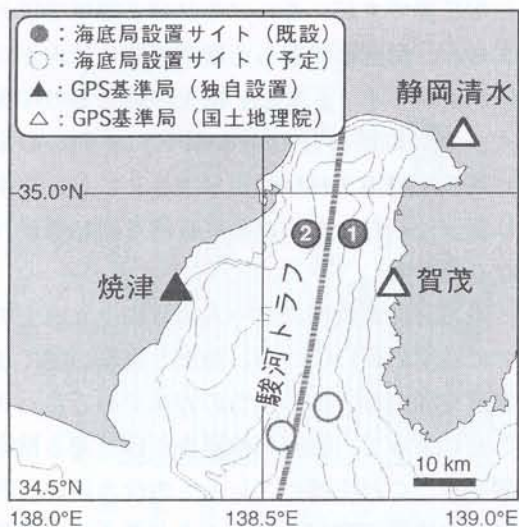 ●：海底局設置サイト（既設）
○：海底局設置サイト（予定）
▲：GPS基準局（独自設置）
△：GPS基準局（国土地理院）
静岡清水
35.0°N
2
1
焼津
賀茂
駿河トラフ
10 km
34.5°N
138.0°E
138.5°E
139.0°E